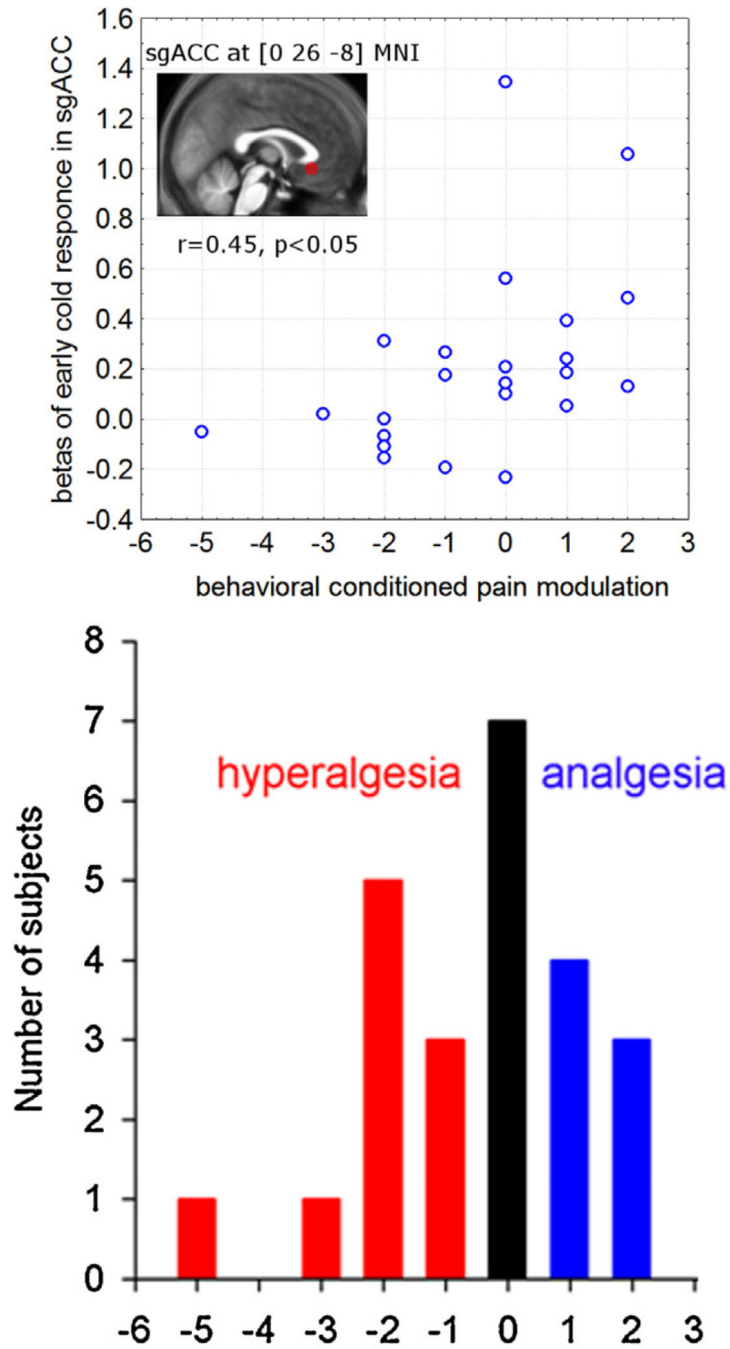 1.6
sgACC at [0 26 -8] MNI
1.4
1.2
1.0
0.8
r=0.45, p<0.05
0.6
0.4
0.2
0.0
-0.2
-0.4
betas of early cold responce in sgACC
-6 -5 -4 -3 -2 -1 0 1 2 3
behavioral conditioned pain modulation
8
7
hyperalgesia analgesia
6
5
4
3
2
1
0
Number of subjects
-6 -5 -4 -3 -2 -1 0 1 2 3